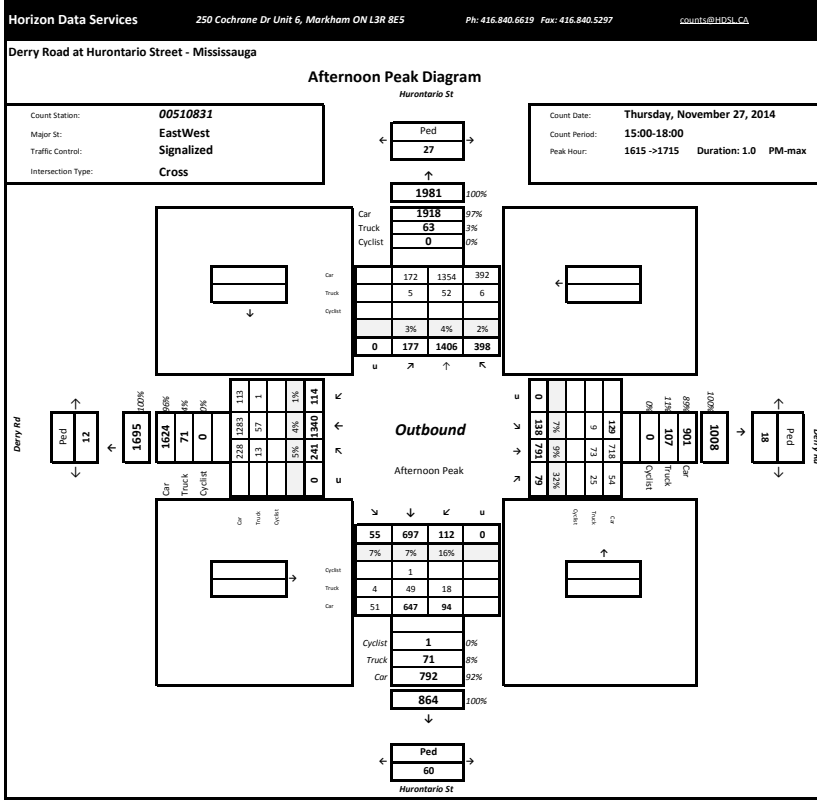 Horizon Data Services 250 Cochrane Dr Unit 6, Markham ON L3R 8E5 Ph: 416.840.6619 Fax: 416.840.5297 counts@HDSL.CA
Derry Road at Hurontario Street - Mississauga
Afternoon Peak Diagram
Hurontario St
Count Station: 00510831
Major St: EastWest
Traffic Control: Signalized
Intersection Type: Cross
Count Date: Thursday, November 27, 2014
Count Period: 15:00-18:00
Peak Hour: 1615 ->1715 Duration: 1.0 PM-max
← Ped →
27
↑
1981 100%
Car 1918 97%
Truck 63 3%
Cyclist 0 0%
Car 172 1354 392
Truck 5 52 6
Cyclist
3% 4% 2%
0 177 1406 398
u ↗ ↑ ↖
↓
←
Derry Rd
↑
Ped 12
↓
←
1695 100%
1624 96%
71 4%
0 0%
Car
Truck
Cyclist
113 1 1% 114 ↙
1283 57 4% 1340 ←
228 13 5% 241 ↖
0 u
Car Truck Cyclist
Outbound
Afternoon Peak
u 0
↗ 138 7% 9 129
→ 791 9% 73 718
↗ 79 32% 25 54
Cyclist Truck Car
0% 11% 89% 100%
0 107 901 1008
Cyclist Truck Car
→
↑
18 Ped
↓
↘ ↓ ↙ u
55 697 112 0
7% 7% 16%
Cyclist 1
Truck 4 49 18
Car 51 647 94
→
↑
Cyclist 1 0%
Truck 71 8%
Car 792 92%
864 100%
↓
← Ped →
60
Hurontario St